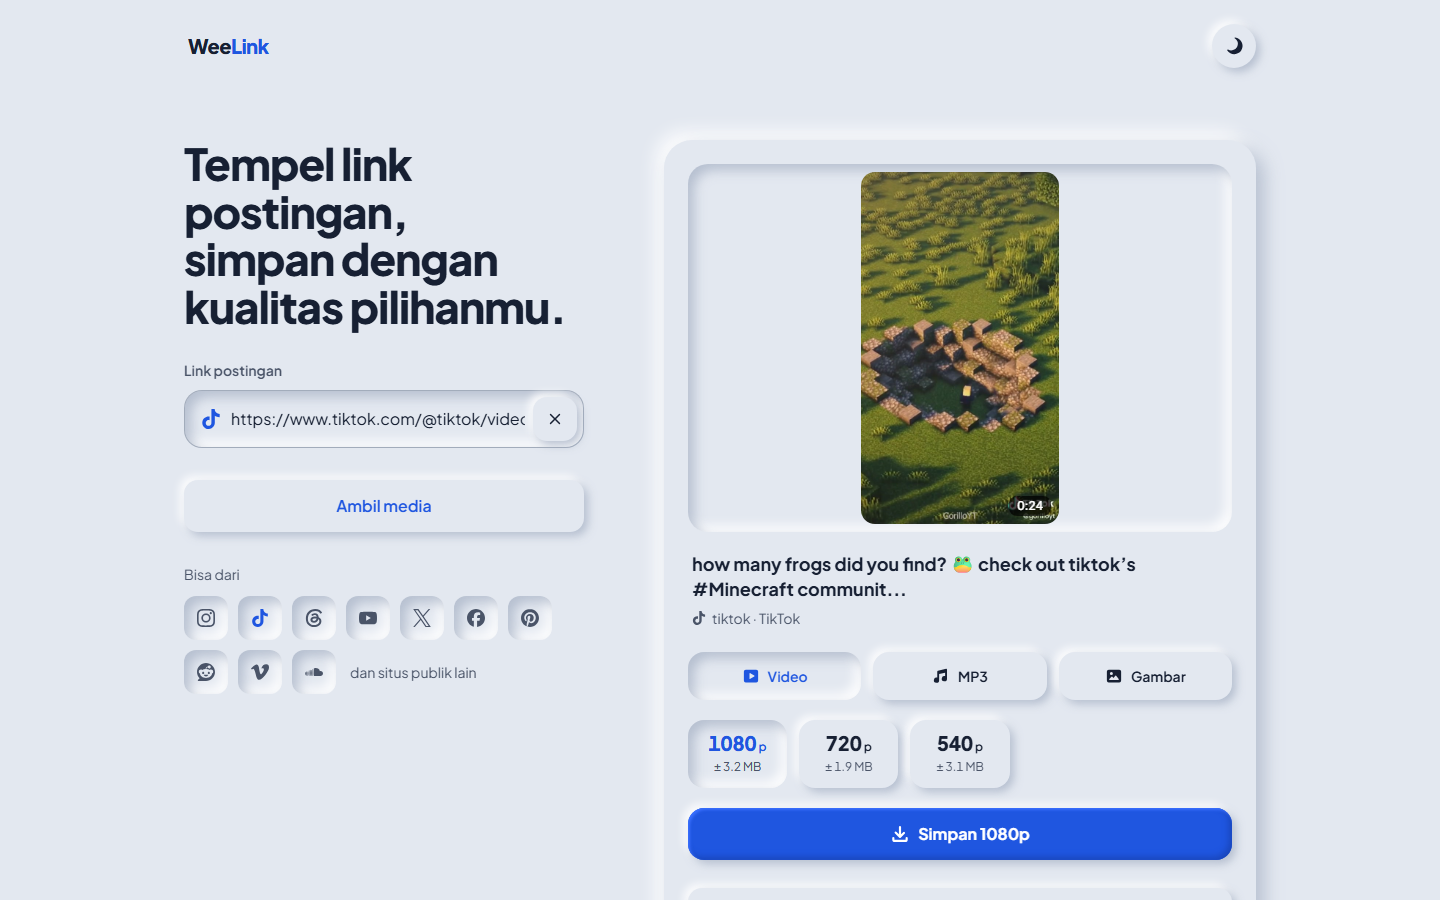 WeeLink
Tempel link
postingan,
simpan dengan
kualitas pilihanmu.
Link postingan
https://www.tiktok.com/@tiktok/videc
Ambil media
Bisa dari
dan situs publik lain
GorilloYT
0:24
how many frogs did you find? 🐸 check out tiktok’s
#Minecraft communit...
tiktok · TikTok
Video
MP3
Gambar
1080p
± 3.2 MB
720p
± 1.9 MB
540p
± 3.1 MB
Simpan 1080p